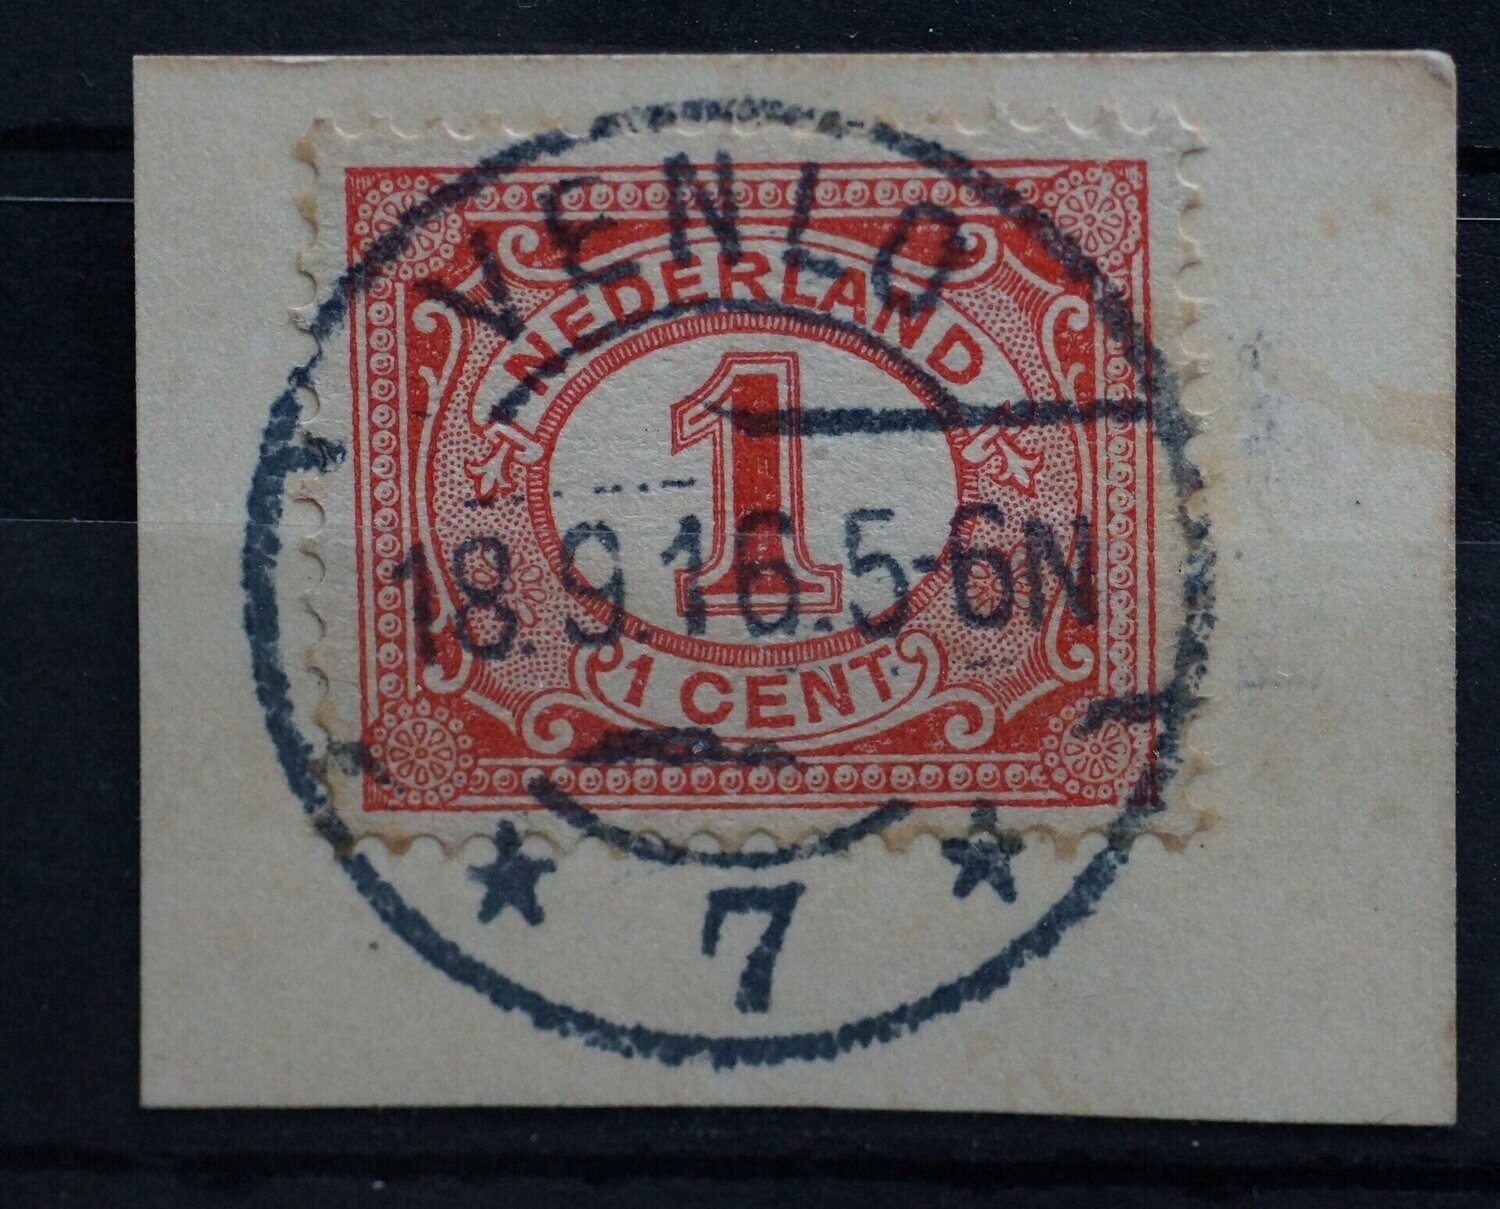 VENLO
NEDERLAND
1
18.9.16.5-6N
1 CENT
* 7 *